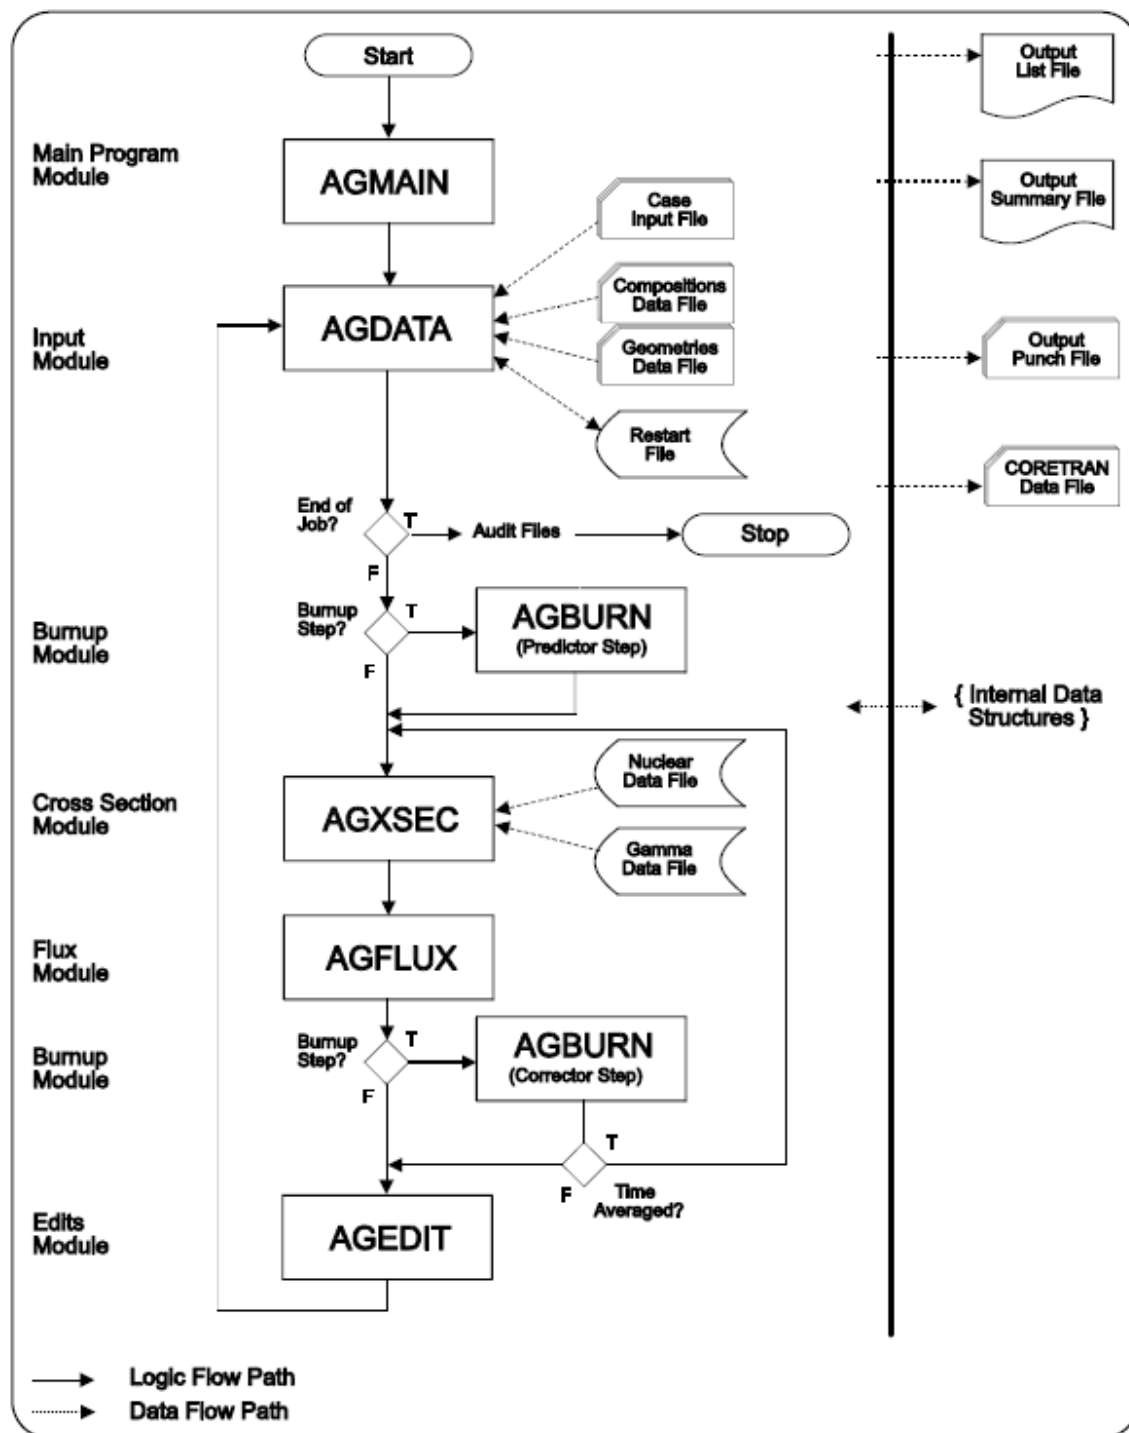 Start
Main Program
Module
AGMAIN
Case
Input File
Compositions
Data File
Input
Module
AGDATA
Geometries
Data File
Restart
File
End of
Job?
T
Audit Files
Stop
F
Burnup
Module
Burnup
Step?
T
AGBURN
(Predictor Step)
F
Nuclear
Data File
Cross Section
Module
AGXSEC
Gamma
Data File
Flux
Module
AGFLUX
Burnup
Module
Burnup
Step?
T
AGBURN
(Corrector Step)
F
T
F
Time
Averaged?
Edits
Module
AGEDIT
Output
List File
Output
Summary File
Output
Punch File
CORETRAN
Data File
{ Internal Data
Structures }
Logic Flow Path
Data Flow Path